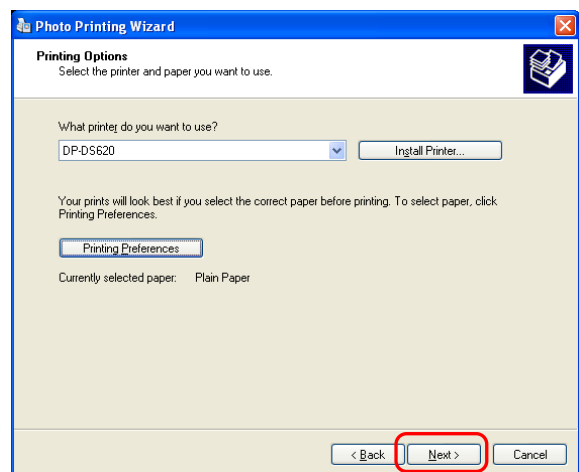 Photo Printing Wizard
Printing Options
Select the printer and paper you want to use.
What printer do you want to use?
DP-DS620
Install Printer...
Your prints will look best if you select the correct paper before printing. To select paper, click
Printing Preferences.
Printing Preferences
Currently selected paper: Plain Paper
< Back
Next >
Cancel